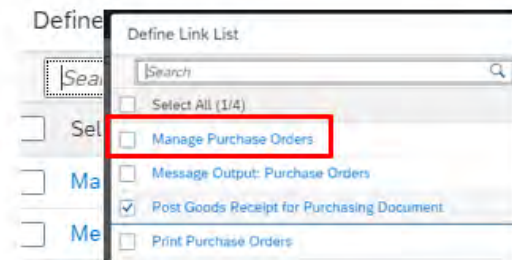 Define
Define Link List
Sear
Search
Select All (1/4)
Sel
Manage Purchase Orders
Ma
Message Output: Purchase Orders
Post Goods Receipt for Purchasing Document
Me
Print Purchase Orders